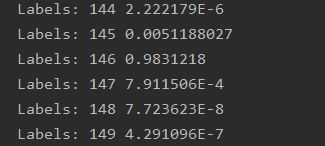 Labels: 144 2.222179E-6
Labels: 145 0.0051188027
Labels: 146 0.9831218
Labels: 147 7.911506E-4
Labels: 148 7.723623E-8
Labels: 149 4.291096E-7